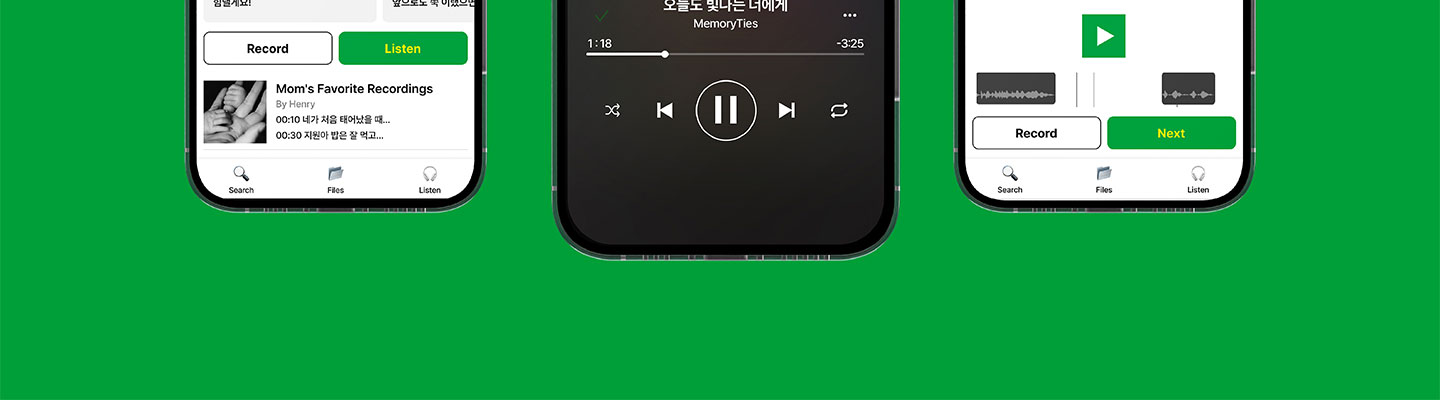 힘낼게요!
앞으로도 쭉 이랬으면
Record
Listen
Mom's Favorite Recordings
By Henry
00:10 네가 처음 태어났을 때...
00:30 지원아 밥은 잘 먹고...
Search
Files
Listen
오늘도 빛나는 너에게
MemoryTies
1:18
-3:25
Record
Next
Search
Files
Listen